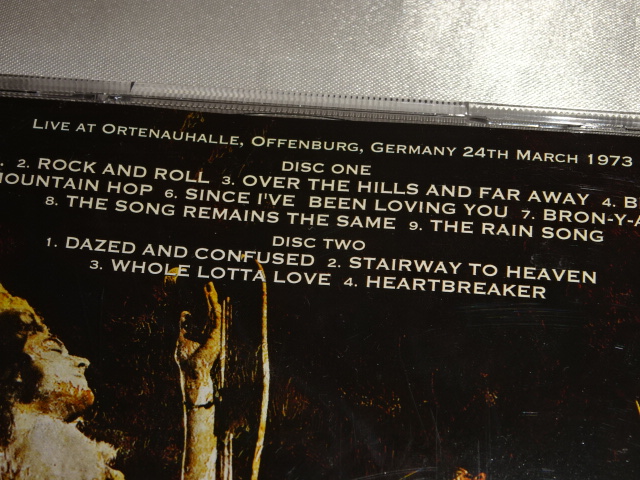 Live at Ortenauhalle, Offenburg, Germany 24th March 1973
DISC ONE
. 2. ROCK AND ROLL 3. OVER THE HILLS AND FAR AWAY 4. B
OUNTAIN HOP 6. SINCE I'VE BEEN LOVING YOU 7. BRON-Y-A
8. THE SONG REMAINS THE SAME 9. THE RAIN SONG
DISC TWO
1. DAZED AND CONFUSED 2. STAIRWAY TO HEAVEN
3. WHOLE LOTTA LOVE 4. HEARTBREAKER